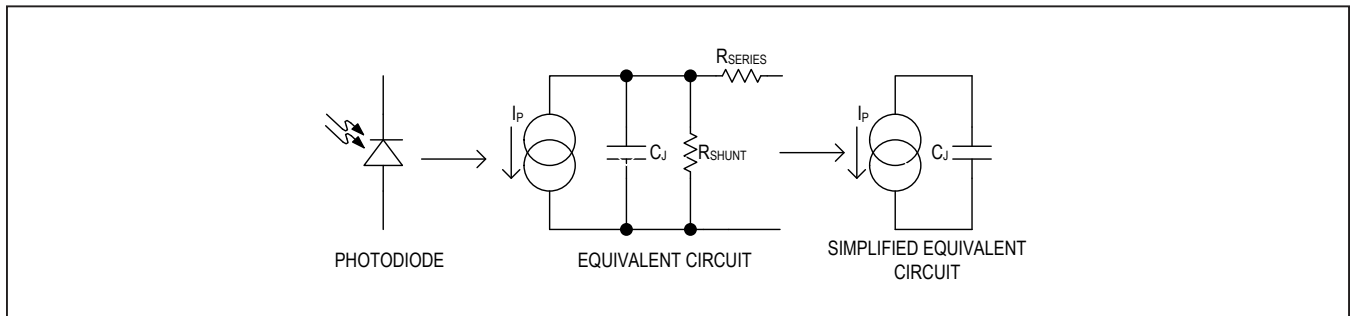 RSERIES
IP
CJ
RSHUNT
IP
CJ
PHOTODIODE
EQUIVALENT CIRCUIT
SIMPLIFIED EQUIVALENT
CIRCUIT